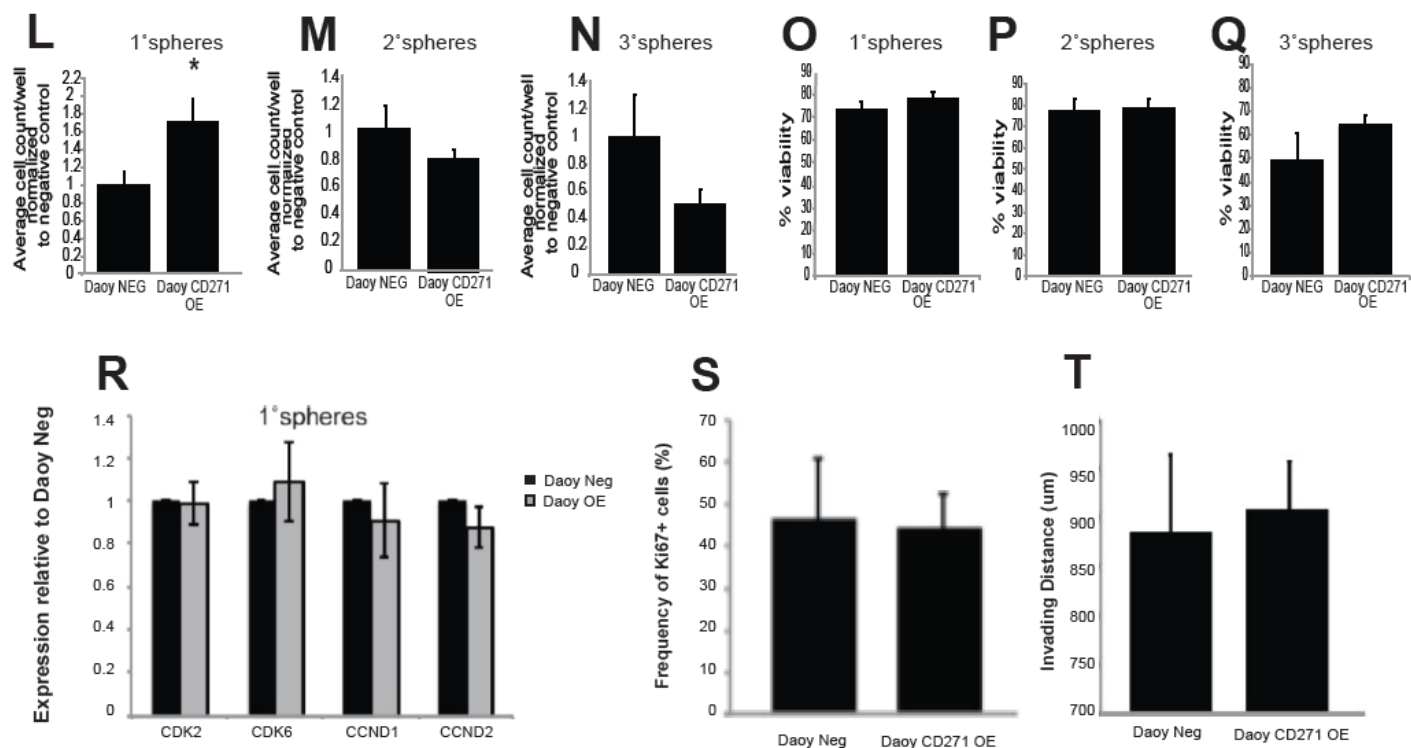 L
1°spheres
*
Average cell count/well
normalized
to negative control
2.2
2
1.8
1.6
1.4
1.2
1
0.8
0.6
0.4
0.2
0
Daoy NEG
Daoy CD271
OE
M
2°spheres
Average cell count/well
normalized
to negative control
1.4
1.2
1
0.8
0.6
0.4
0.2
0
Daoy NEG
Daoy CD271
OE
N
3°spheres
Average cell count/well
normalized
to negative control
1.4
1.2
1
0.8
0.6
0.4
0.2
0
Daoy NEG
Daoy CD271
OE
O
1°spheres
% viability
90
80
70
60
50
40
30
20
10
0
Daoy NEG
Daoy CD271
OE
P
2°spheres
% viability
90
80
70
60
50
40
30
20
10
0
Daoy NEG
Daoy CD271
OE
Q
3°spheres
% viability
90
80
70
60
50
40
30
20
10
0
Daoy NEG
Daoy CD271
OE
R
1°spheres
Expression relative to Daoy Neg
1.4
1.2
1
0.8
0.6
0.4
0.2
0
CDK2
CDK6
CCND1
CCND2
Daoy Neg
Daoy OE
S
Frequency of Ki67+ cells (%)
70
60
50
40
30
20
10
0
Daoy Neg
Daoy CD271 OE
T
Invading Distance (um)
1000
950
900
850
800
750
700
Daoy Neg
Daoy CD271 OE